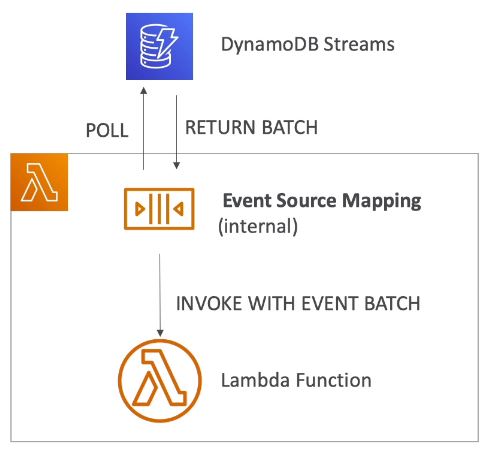 DynamoDB Streams
POLL
RETURN BATCH
Event Source Mapping
(internal)
INVOKE WITH EVENT BATCH
Lambda Function